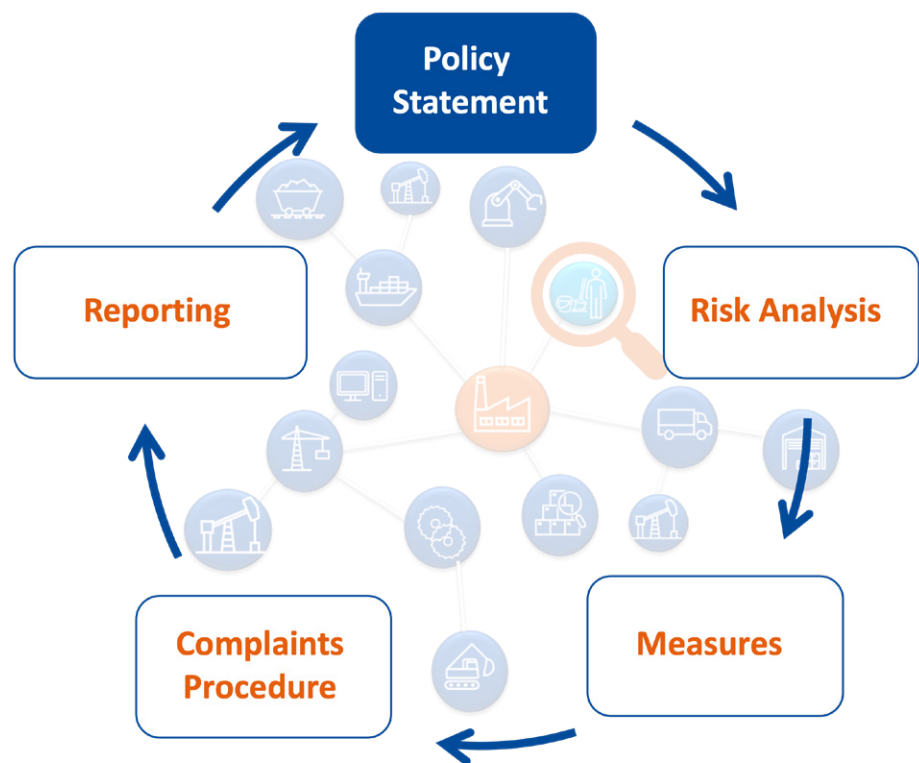 Policy
Statement
Risk Analysis
Measures
Complaints
Procedure
Reporting